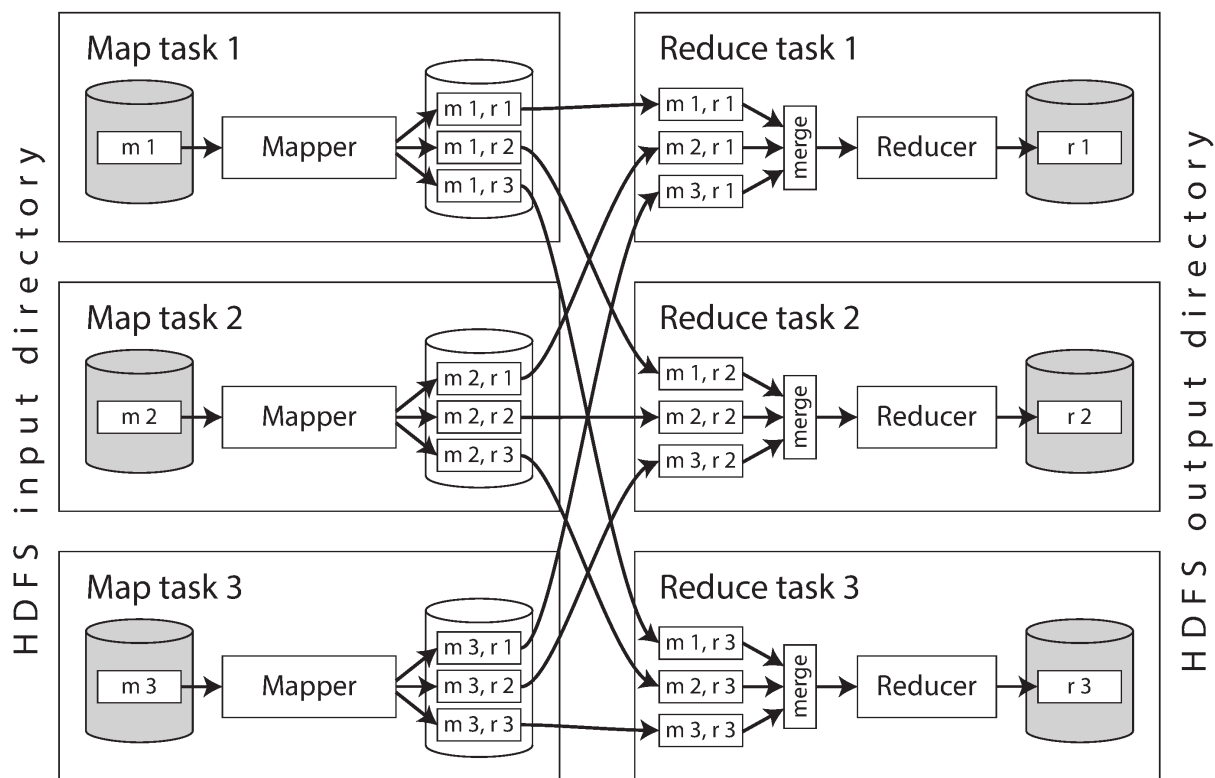 HDFS input directory
Map task 1
m 1
Mapper
m 1, r 1
m 1, r 2
m 1, r 3
Map task 2
m 2
Mapper
m 2, r 1
m 2, r 2
m 2, r 3
Map task 3
m 3
Mapper
m 3, r 1
m 3, r 2
m 3, r 3
Reduce task 1
m 1, r 1
m 2, r 1
m 3, r 1
merge
Reducer
r 1
Reduce task 2
m 1, r 2
m 2, r 2
m 3, r 2
merge
Reducer
r 2
Reduce task 3
m 1, r 3
m 2, r 3
m 3, r 3
merge
Reducer
r 3
HDFS output directory